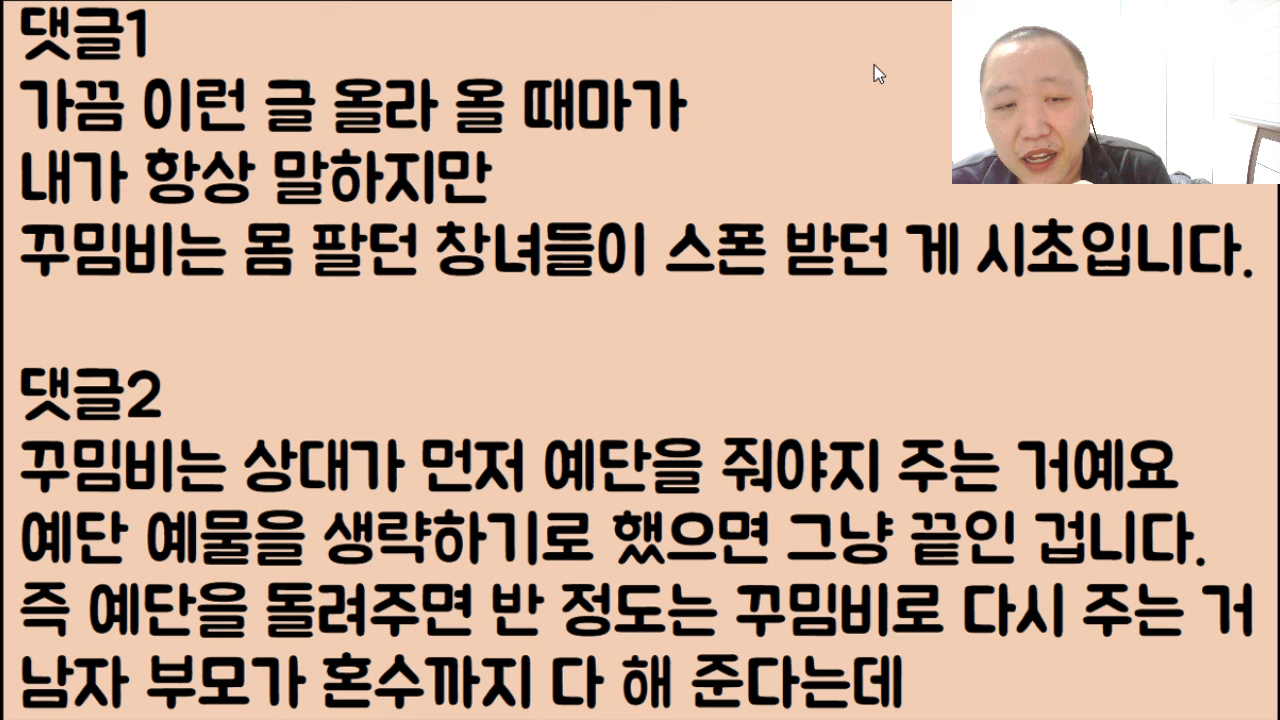 댓글1
가끔 이런 글 올라 올 때마가
내가 항상 말하지만
꾸밈비는 몸 팔던 창녀들이 스폰 받던 게 시초입니다.
댓글2
꾸밈비는 상대가 먼저 예단을 줘야지 주는 거예요
예단 예물을 생략하기로 했으면 그냥 끝인 겁니다.
즉 예단을 돌려주면 반 정도는 꾸밈비로 다시 주는 거
남자 부모가 혼수까지 다 해 준다는데